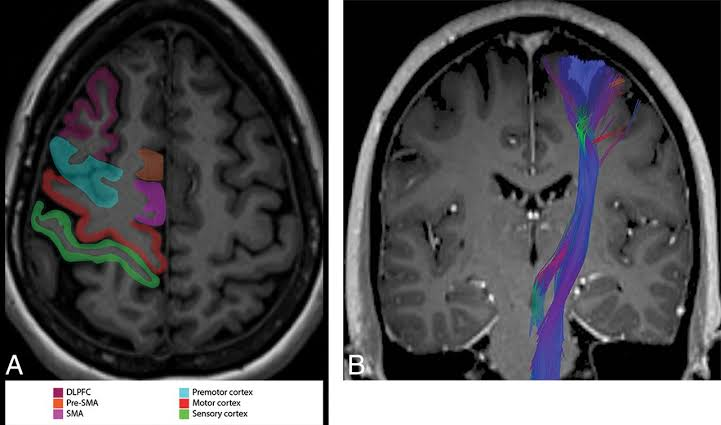 A
B
DLPFC
Pre-SMA
SMA
Premotor cortex
Motor cortex
Sensory cortex